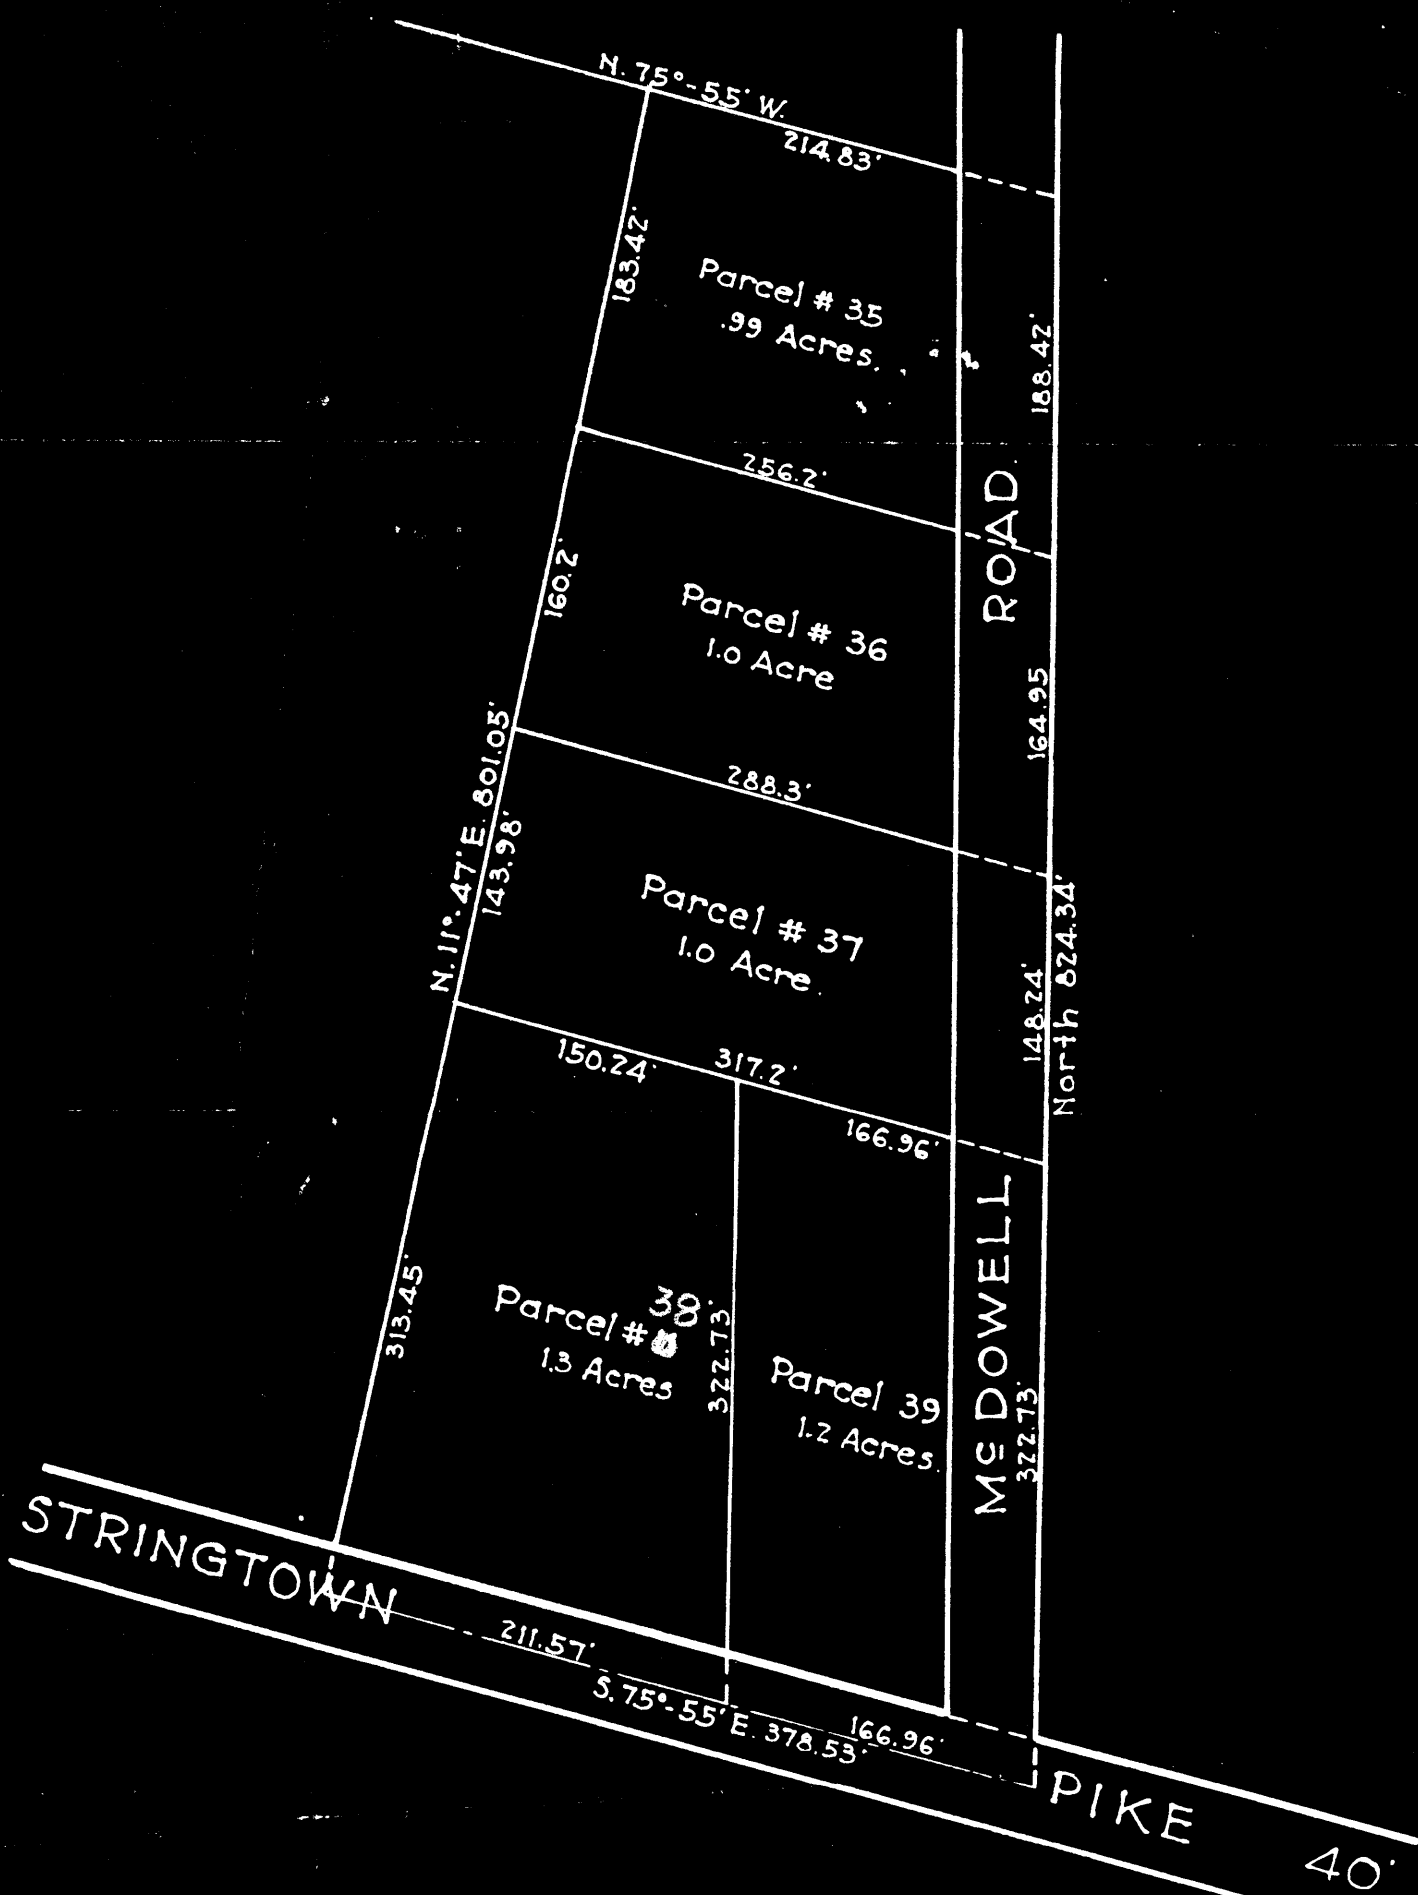 N. 75°-55' W.
214.83'
183.42'
Parcel # 35
.99 Acres.
188.42'
256.2'
ROAD.
160.2'
Parcel # 36
1.0 Acre
164.95
288.3'
N. 11°-47' E. 801.05'
143.98'
Parcel # 37
1.0 Acre.
148.24'
North 824.34'
150.24'
317.2'
166.96'
McDOWELL
313.45'
38
Parcel #
1.3 Acres
322.73'
Parcel 39
1.2 Acres.
322.73'
STRINGTOWN
211.57'
S. 75°-55' E. 378.53'
166.96'
PIKE
40'